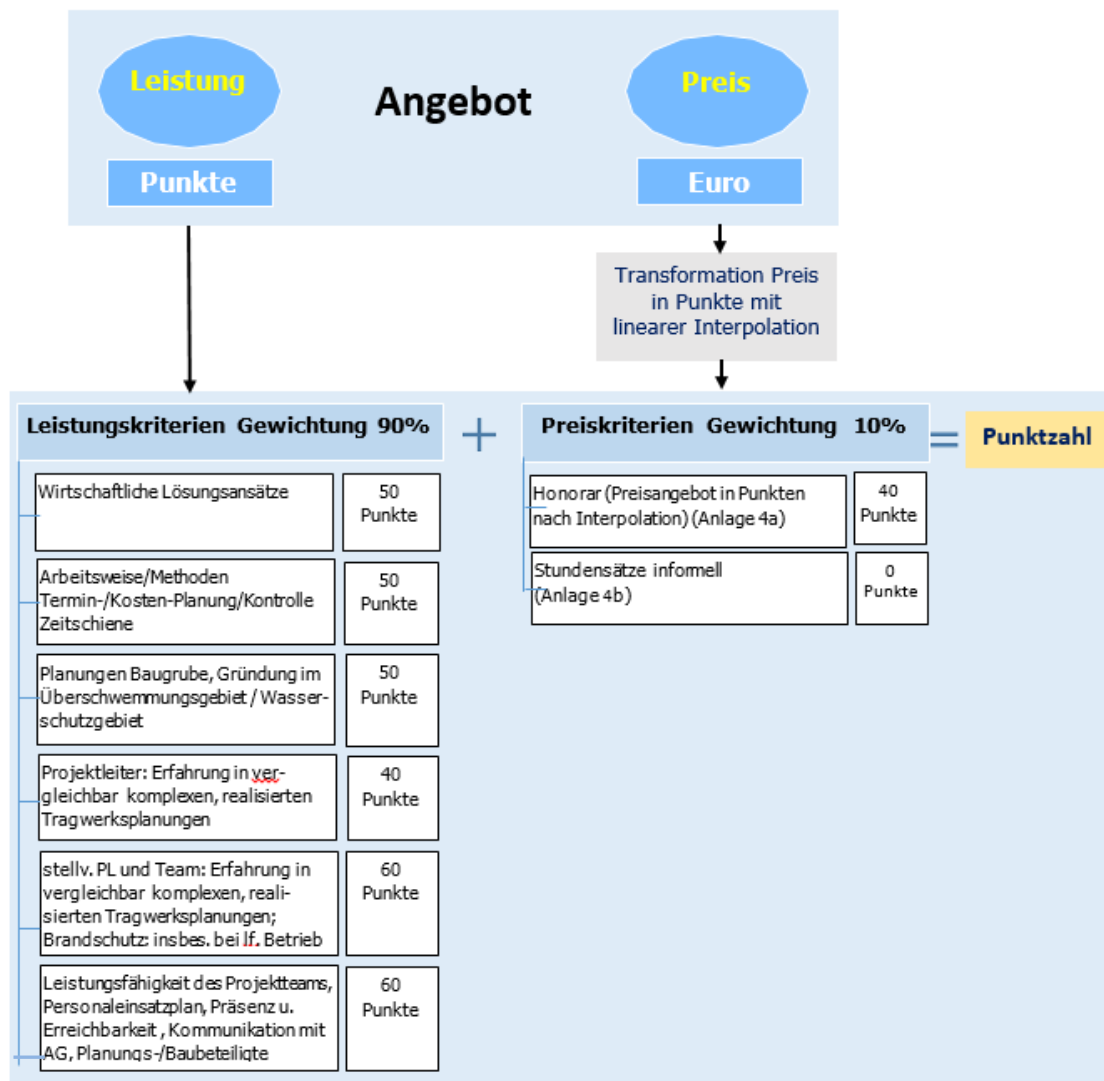 Leistung
Angebot
Preis
Punkte
Euro
Transformation Preis
in Punkte mit
linearer Interpolation
Leistungskriterien Gewichtung 90%
+
Preiskriterien Gewichtung 10%
=
Punktzahl
Wirtschaftliche Lösungsansätze
50
Punkte
Arbeitsweise/Methoden
Termin-/Kosten-Planung/Kontrolle
Zeitschiene
50
Punkte
Planungen Baugrube, Gründung im
Überschwemmungsgebiet / Wasser-
schutzgebiet
50
Punkte
Projektleiter: Erfahrung in ver-
gleichbar komplexen, realisierten
Tragwerksplanungen
40
Punkte
stellv. PL und Team: Erfahrung in
vergleichbar komplexen, reali-
sierten Tragwerksplanungen;
Brandschutz: insbes. bei lf. Betrieb
60
Punkte
Leistungsfähigkeit des Projektteams,
Personaleinsatzplan, Präsenz u.
Erreichbarkeit , Kommunikation mit
AG, Planungs-/Baubeteiligte
60
Punkte
Honorar (Preisangebot in Punkten
nach Interpolation) (Anlage 4a)
40
Punkte
Stundensätze informell
(Anlage 4b)
0
Punkte